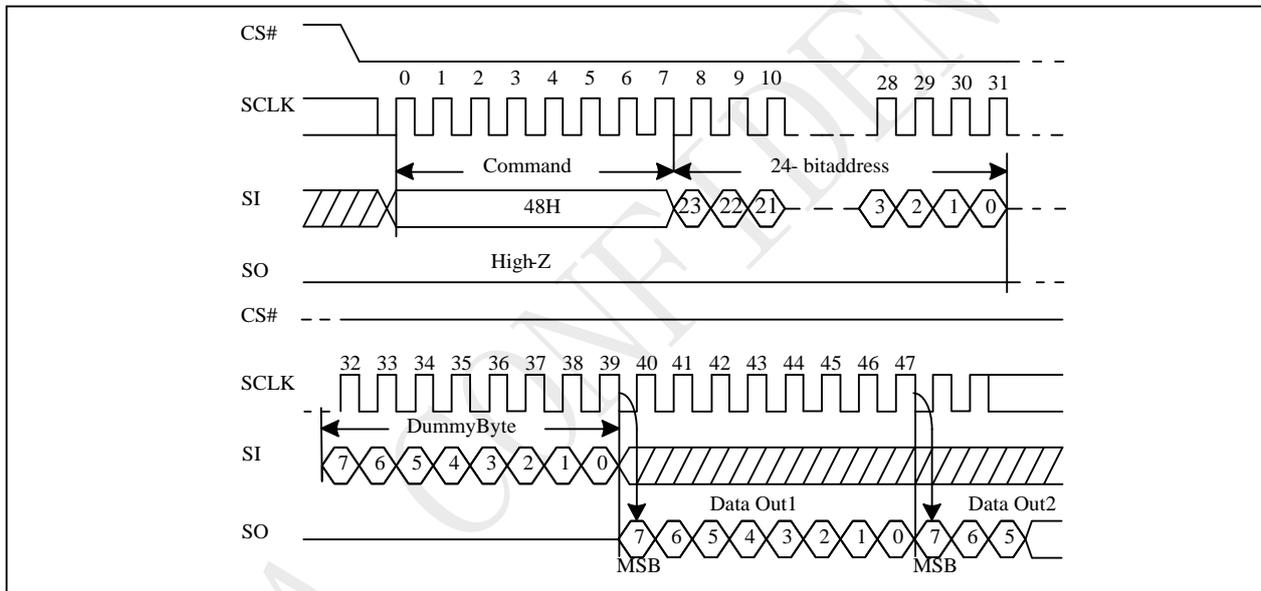 CS#
0 1 2 3 4 5 6 7 8 9 10 28 29 30 31
SCLK
Command 24- bitaddress
SI
48H 23 22 21 3 2 1 0
High-Z
SO
CS#
32 33 34 35 36 37 38 39 40 41 42 43 44 45 46 47
SCLK
DummyByte
SI
7 6 5 4 3 2 1 0
Data Out1 Data Out2
SO
7 6 5 4 3 2 1 0 7 6 5
MSB MSB